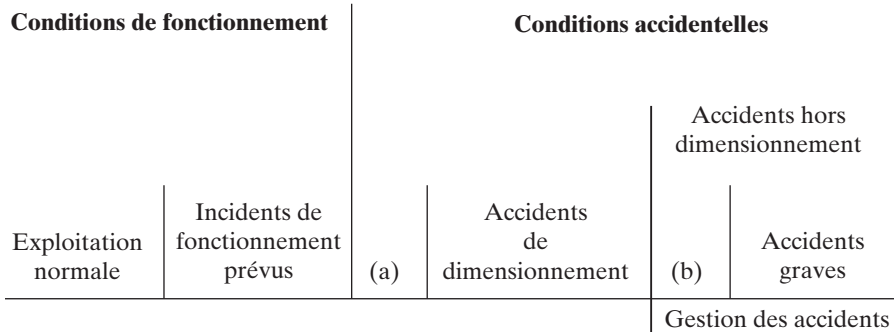 Conditions de fonctionnement
Conditions accidentelles
Accidents hors
dimensionnement
Exploitation
normale
Incidents de
fonctionnement
prévus
(a)
Accidents
de
dimensionnement
(b)
Accidents
graves
Gestion des accidents